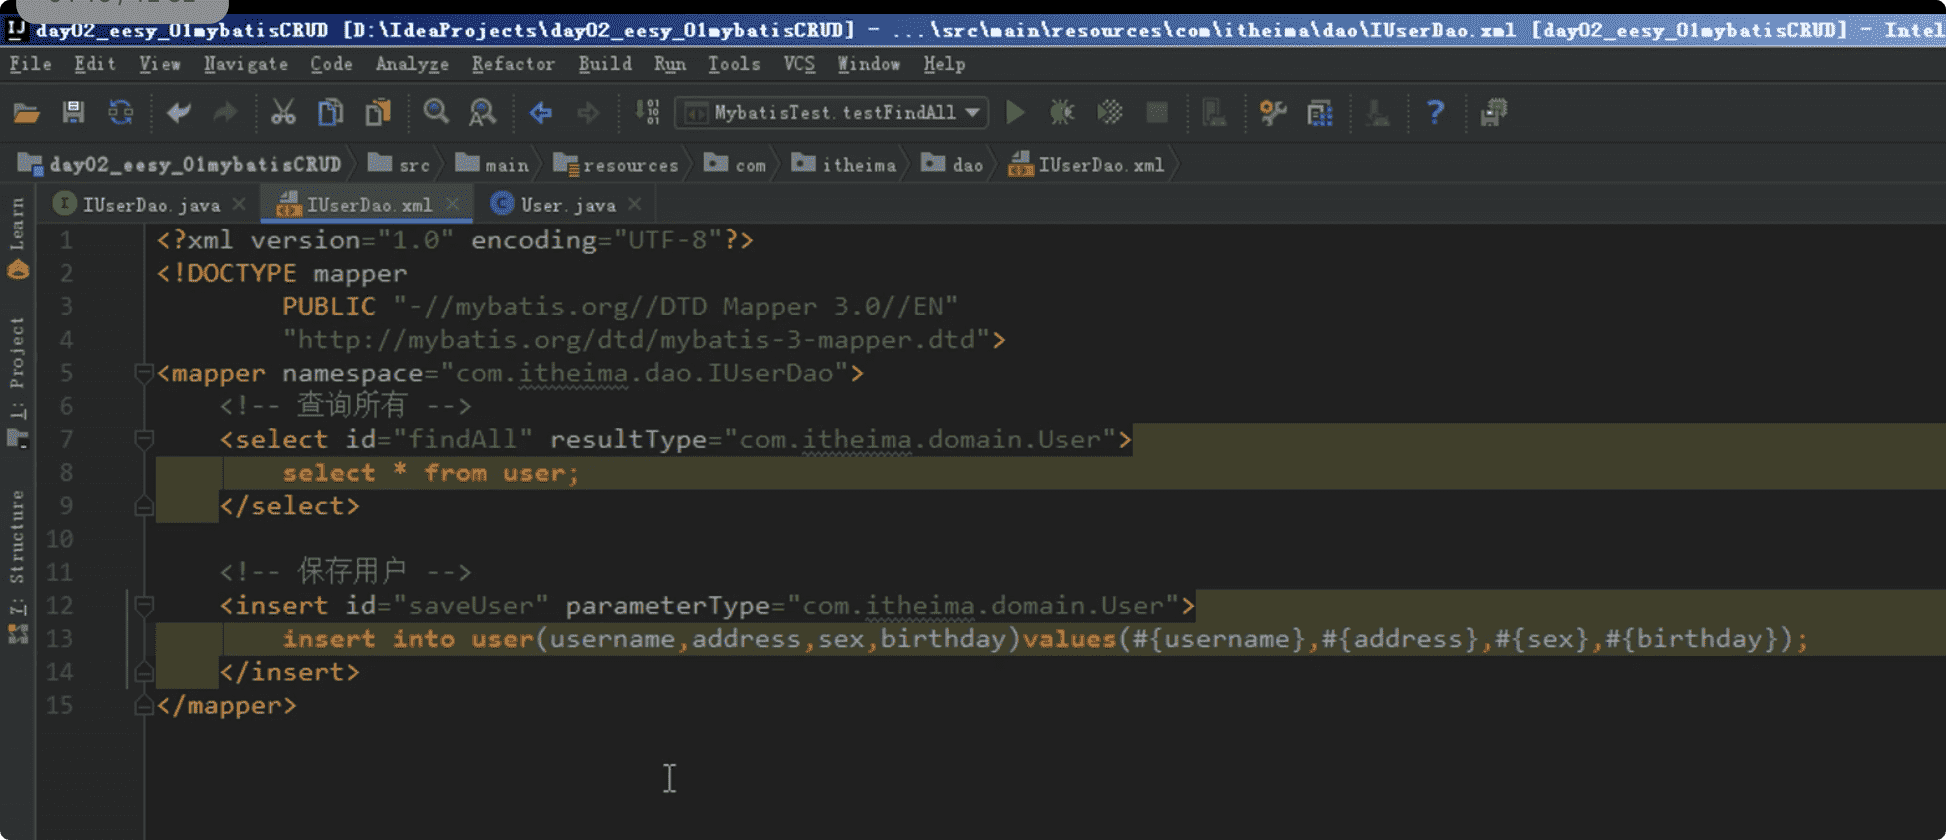 day02_eesy_01mybatisCRUD [D:\IdeaProjects\day02_eesy_01mybatisCRUD] - ...\src\main\resources\com\itheima\dao\IUserDao.xml [day02_eesy_01mybatisCRUD] - Intel
File Edit View Navigate Code Analyze Refactor Build Run Tools VCS Window Help
MybatisTest.testFindAll
day02_eesy_01mybatisCRUD src main resources com itheima dao IUserDao.xml
IUserDao.java IUserDao.xml User.java
Learn
1: Project
7: Structure
1 <?xml version="1.0" encoding="UTF-8"?>
2 <!DOCTYPE mapper
3 PUBLIC "-//mybatis.org//DTD Mapper 3.0//EN"
4 "http://mybatis.org/dtd/mybatis-3-mapper.dtd">
5 <mapper namespace="com.itheima.dao.IUserDao">
6 <!-- 查询所有 -->
7 <select id="findAll" resultType="com.itheima.domain.User">
8 select * from user;
9 </select>
10
11 <!-- 保存用户 -->
12 <insert id="saveUser" parameterType="com.itheima.domain.User">
13 insert into user(username,address,sex,birthday)values(#{username},#{address},#{sex},#{birthday});
14 </insert>
15 </mapper>